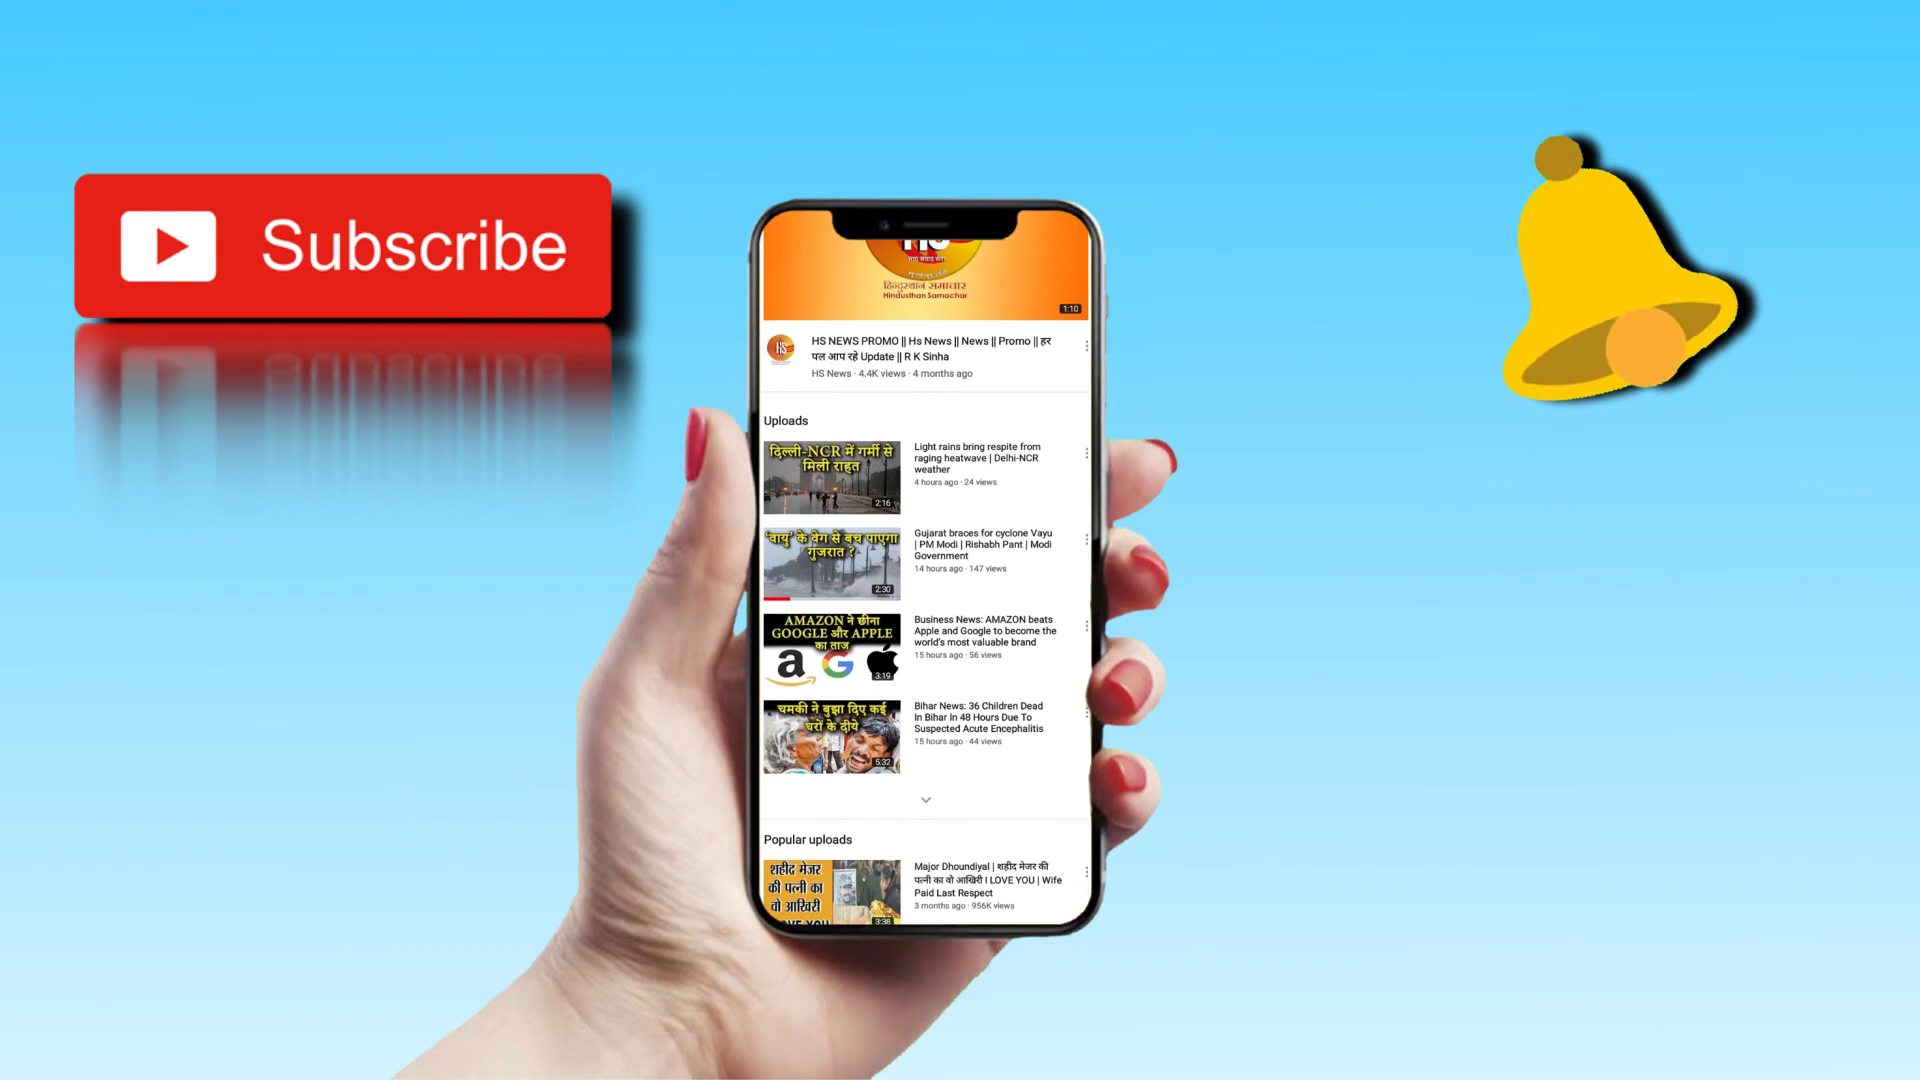 Subscribe
हिन्दुस्थान समाचार
Hindusthan Samachar
1:10
HS
HS NEWS PROMO || Hs News || News || Promo || हर
पल आप रहे Update || R K Sinha
HS News · 4.4K views · 4 months ago
Uploads
दिल्ली-NCR में गर्मी से
मिली राहत
2:16
Light rains bring respite from
raging heatwave | Delhi-NCR
weather
4 hours ago · 24 views
'वायु' के वेग से बच पाएगा
गुजरात ?
2:30
Gujarat braces for cyclone Vayu
| PM Modi | Rishabh Pant | Modi
Government
14 hours ago · 147 views
AMAZON ने छीना
GOOGLE और APPLE
का ताज
a G
3:19
Business News: AMAZON beats
Apple and Google to become the
world's most valuable brand
15 hours ago · 56 views
चमकी ने बुझा दिए कई
घरों के दीये
5:32
Bihar News: 36 Children Dead
In Bihar In 48 Hours Due To
Suspected Acute Encephalitis
15 hours ago · 44 views
Popular uploads
शहीद मेजर
की पत्नी का
वो आखिरी
3:38
Major Dhoundiyal | शहीद मेजर की
पत्नी का वो आखिरी I LOVE YOU | Wife
Paid Last Respect
3 months ago · 956K views